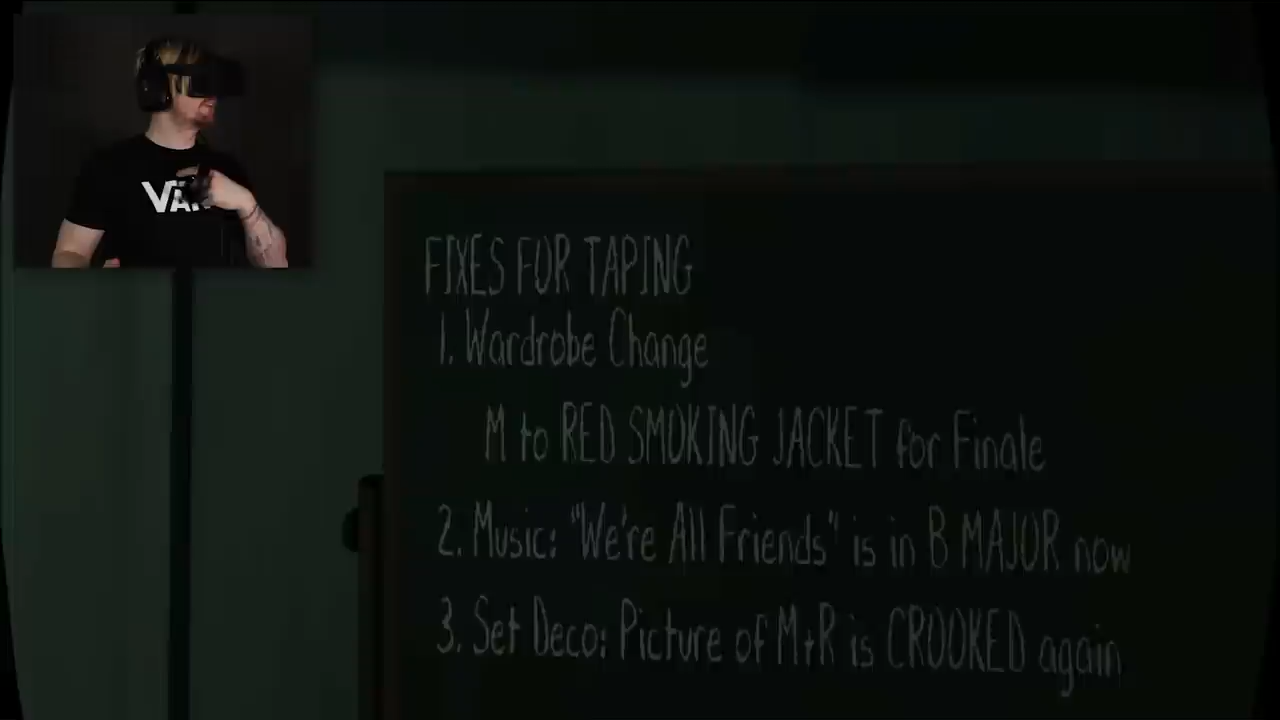 VAN
FIXES FOR TAPING
1. Wardrobe Change
M to RED SMOKING JACKET for Finale
2. Music: "We're All Friends" is in B MAJOR now
3. Set Deco: Picture of M+R is CROOKED again